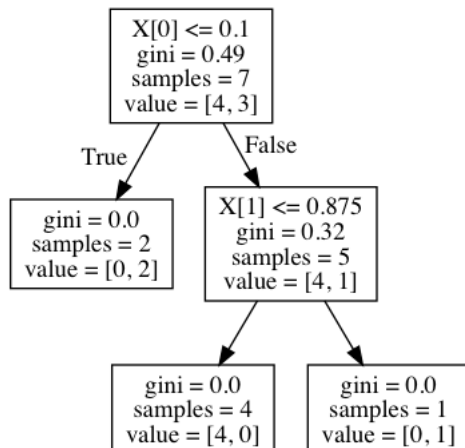 X[0] <= 0.1
gini = 0.49
samples = 7
value = [4, 3]
True
False
gini = 0.0
samples = 2
value = [0, 2]
X[1] <= 0.875
gini = 0.32
samples = 5
value = [4, 1]
gini = 0.0
samples = 4
value = [4, 0]
gini = 0.0
samples = 1
value = [0, 1]